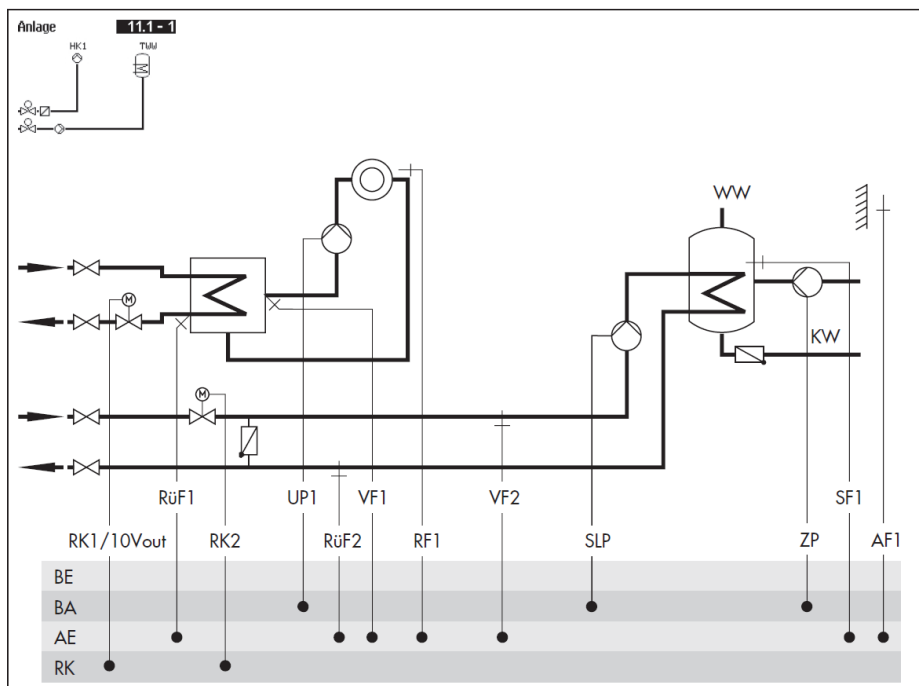 Anlage 11.1 - 1
HK1 TWW
M
WW
KW
M
RüF1 UP1 VF1 VF2 SF1
RK1/10Vout RK2 RüF2 RF1 SLP ZP AF1
BE
BA
AE
RK